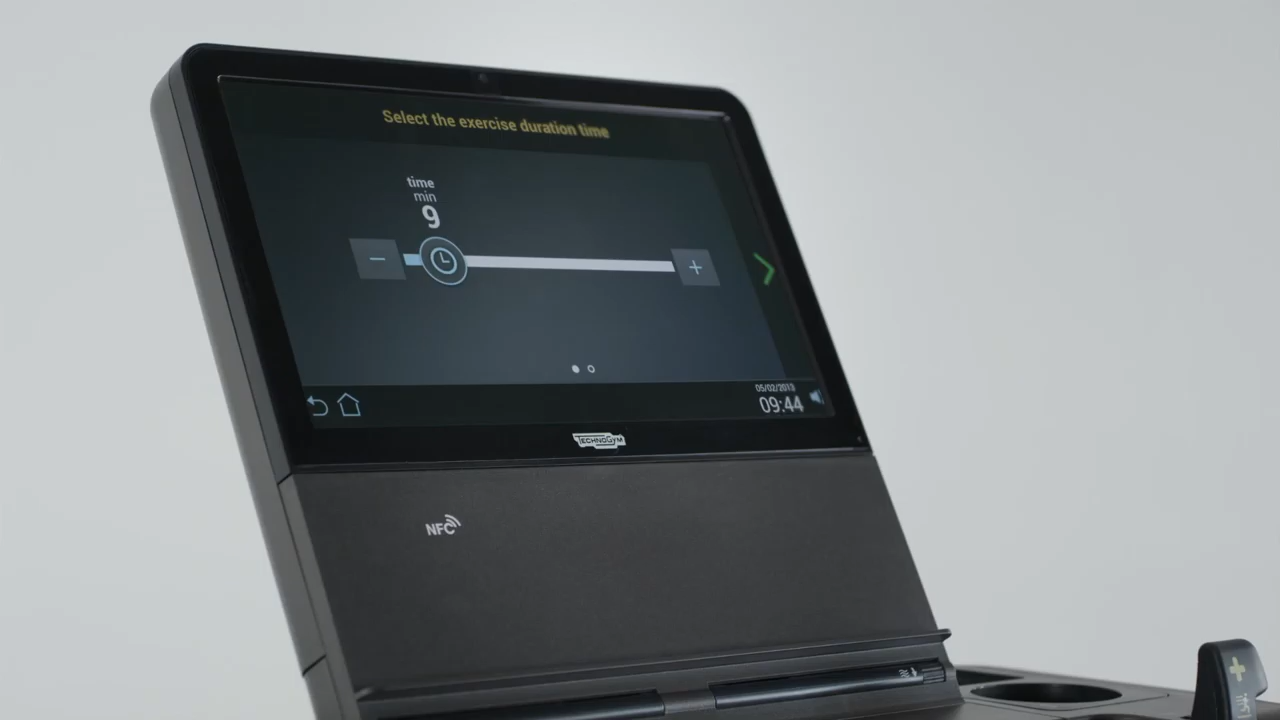 Select the exercise duration time
time
min
9
− +
05/02/2013
09:44
TECHNOGYM
NFC
+